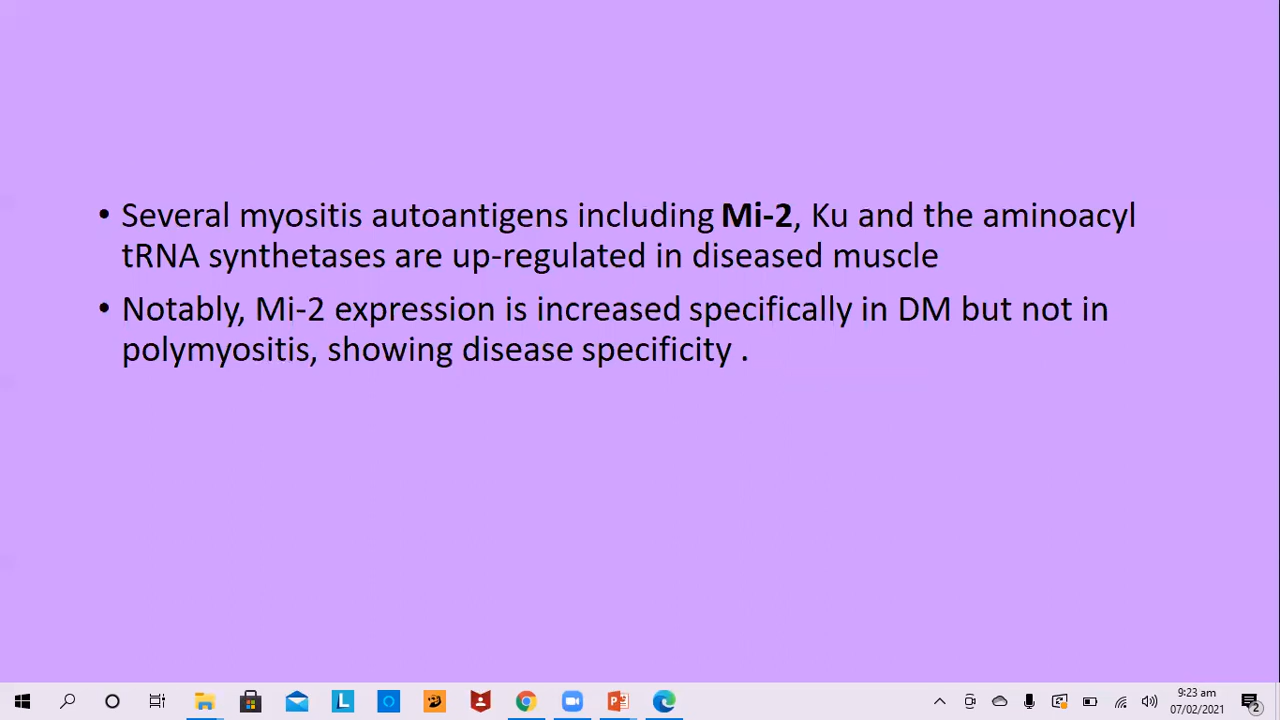 • Several myositis autoantigens including Mi-2, Ku and the aminoacyl
tRNA synthetases are up-regulated in diseased muscle
• Notably, Mi-2 expression is increased specifically in DM but not in
polymyositis, showing disease specificity .
9:23 am
07/02/2021
2